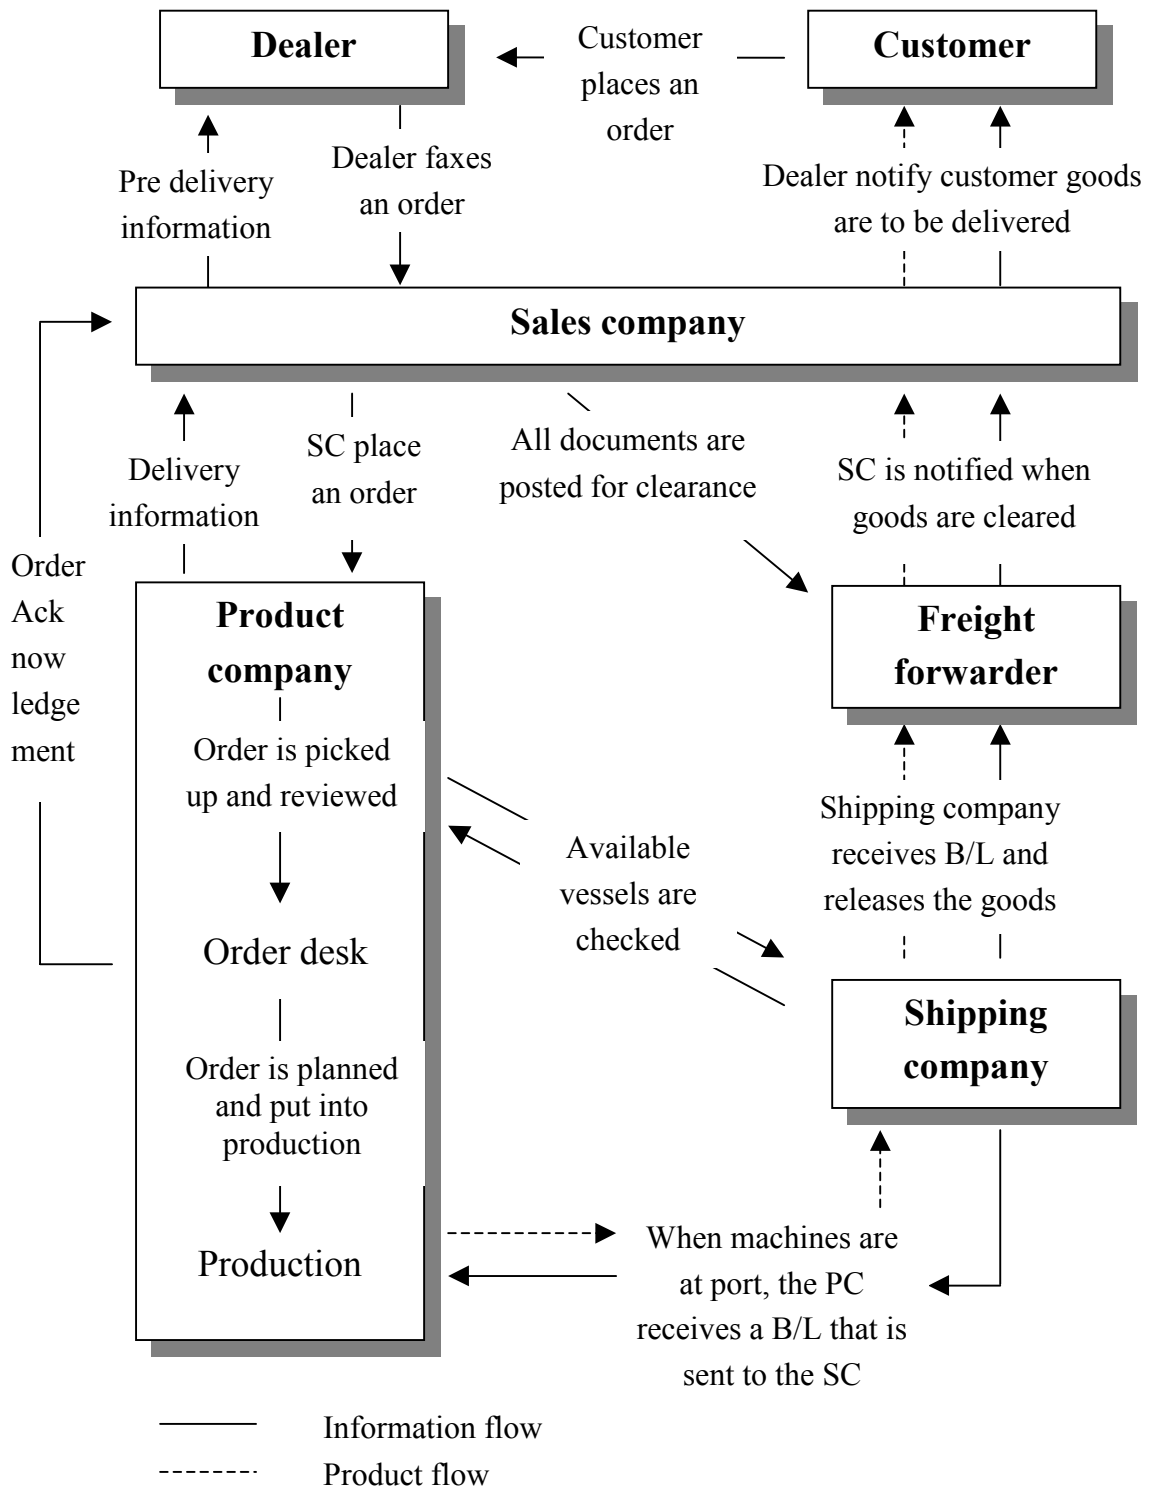 Dealer
Customer
places an
order
Customer
Pre delivery
information
Dealer faxes
an order
Dealer notify customer goods
are to be delivered
Sales company
Delivery
information
SC place
an order
All documents are
posted for clearance
SC is notified when
goods are cleared
Order
Ack
now
ledge
ment
Product
company
Freight
forwarder
Order is picked
up and reviewed
Available
vessels are
checked
Shipping company
receives B/L and
releases the goods
Order desk
Shipping
company
Order is planned
and put into
production
Production
When machines are
at port, the PC
receives a B/L that is
sent to the SC
Information flow
Product flow